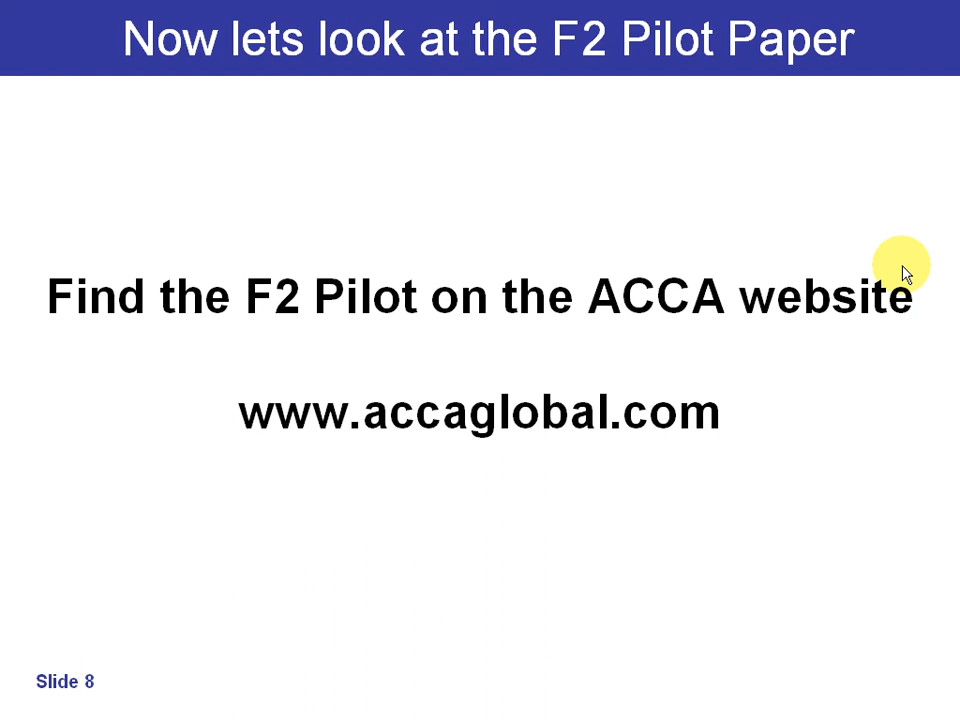 Now lets look at the F2 Pilot Paper
Find the F2 Pilot on the ACCA website
www.accaglobal.com
Slide 8